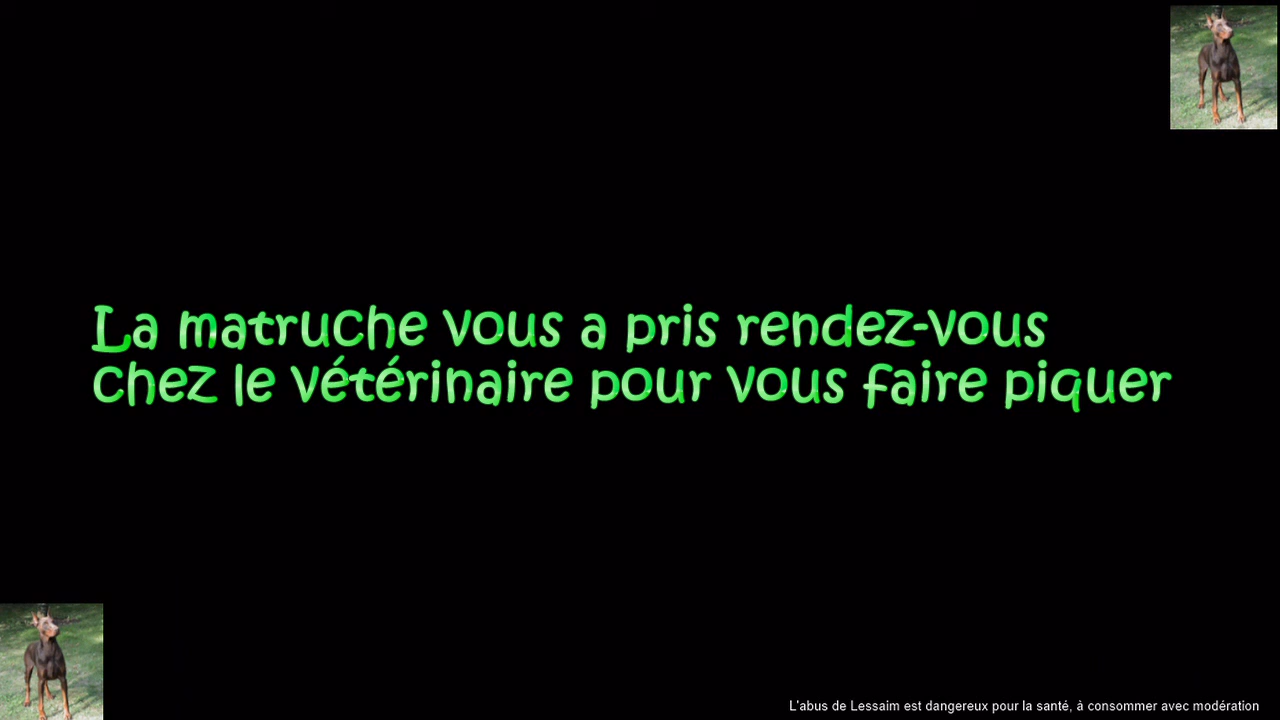 La matruche vous a pris rendez-vous
chez le vétérinaire pour vous faire piquer
L'abus de Lessaim est dangereux pour la santé, à consommer avec modération